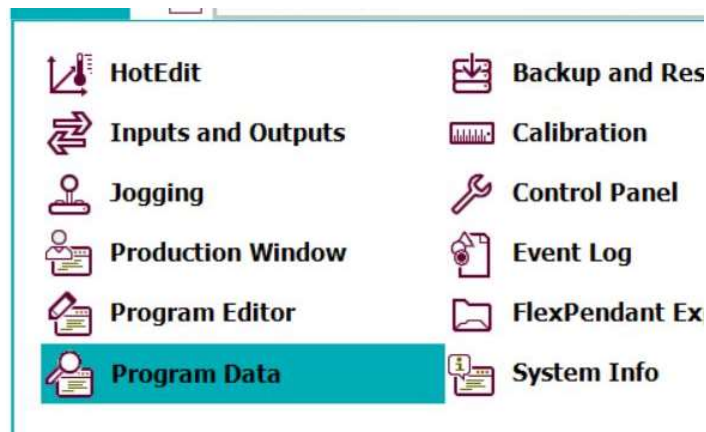 HotEdit
Inputs and Outputs
Jogging
Production Window
Program Editor
Program Data
Backup and Res
Calibration
Control Panel
Event Log
FlexPendant Ex
System Info